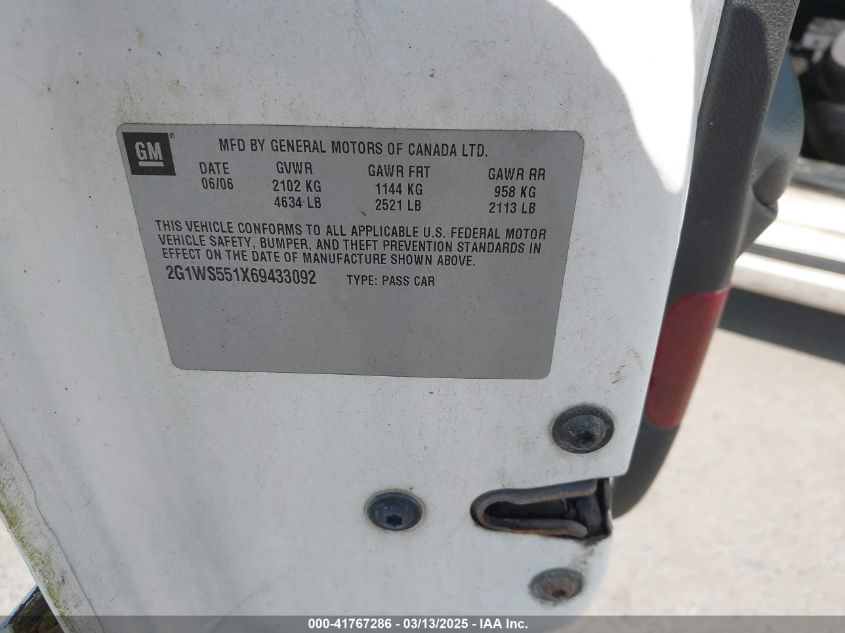 GM
MFD BY GENERAL MOTORS OF CANADA LTD.
DATE GVWR GAWR FRT GAWR RR
06/06 2102 KG 1144 KG 958 KG
4634 LB 2521 LB 2113 LB
THIS VEHICLE CONFORMS TO ALL APPLICABLE U.S. FEDERAL MOTOR
VEHICLE SAFETY, BUMPER, AND THEFT PREVENTION STANDARDS IN
EFFECT ON THE DATE OF MANUFACTURE SHOWN ABOVE.
2G1WS551X69433092 TYPE: PASS CAR
000-41767286 - 03/13/2025 - IAA Inc.